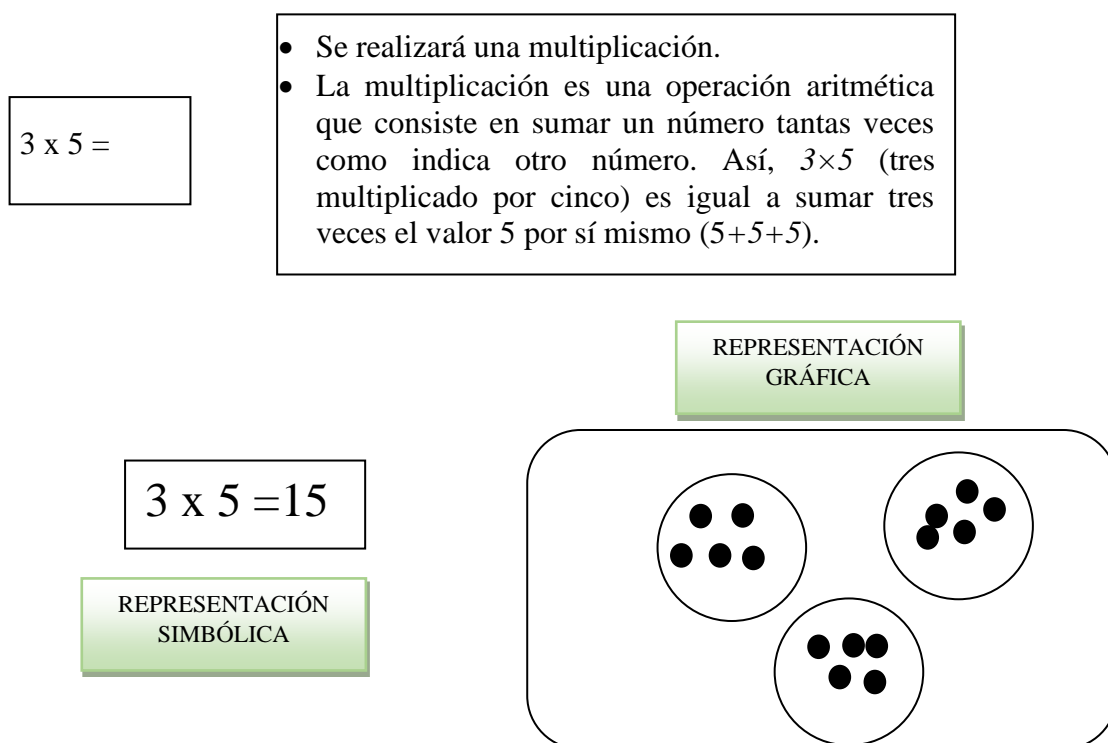 • Se realizará una multiplicación.
• La multiplicación es una operación aritmética
que consiste en sumar un número tantas veces
como indica otro número. Así, 3×5 (tres
multiplicado por cinco) es igual a sumar tres
veces el valor 5 por sí mismo (5+5+5).
3 x 5 =
REPRESENTACIÓN
GRÁFICA
3 x 5 =15
REPRESENTACIÓN
SIMBÓLICA